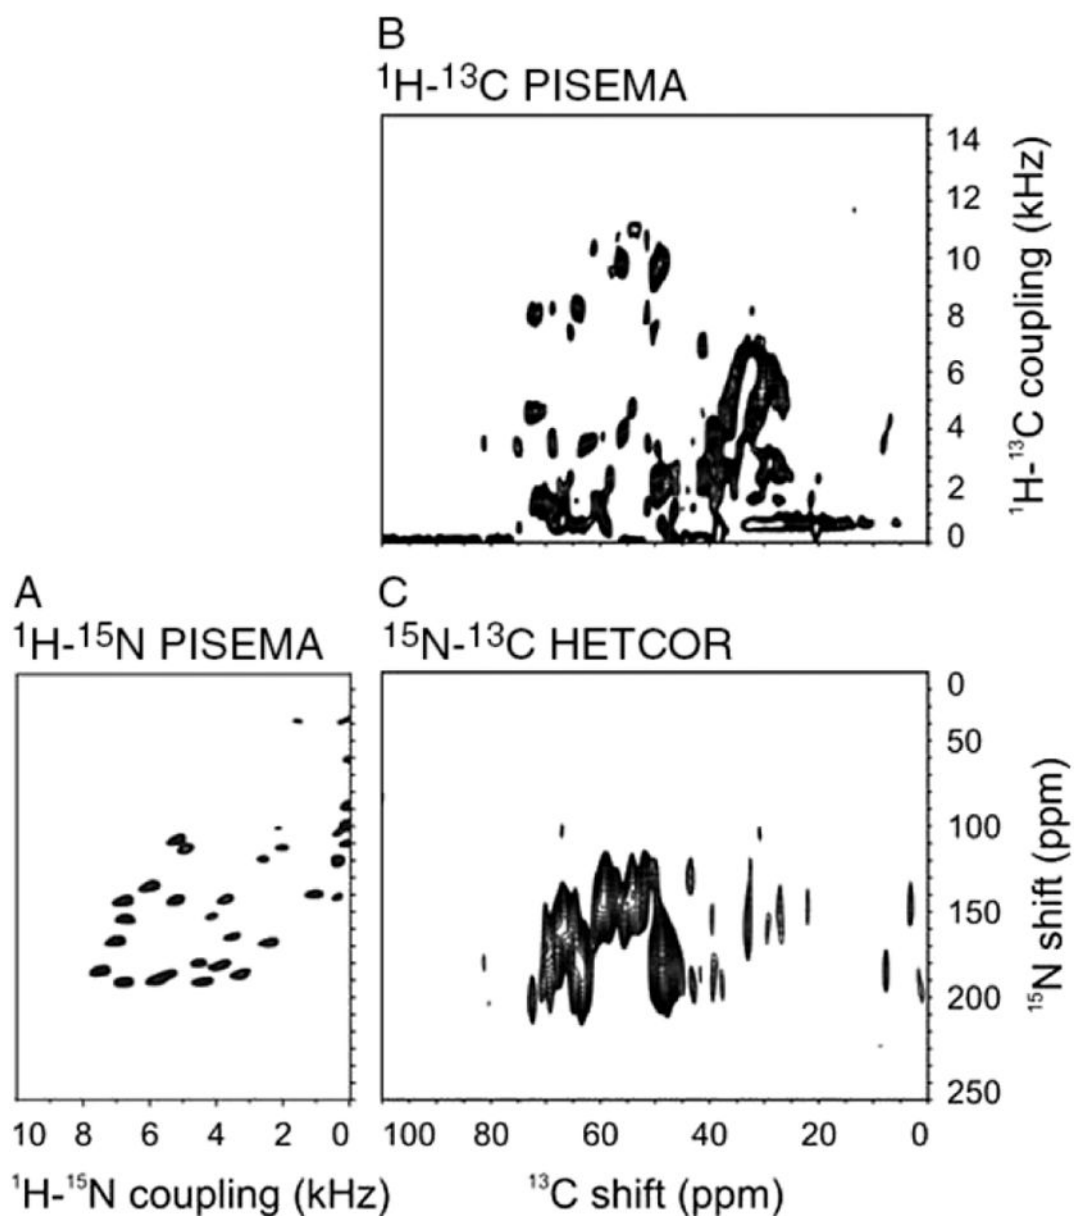 B
¹H-¹³C PISEMA
14
12
10
8
6
4
2
0
¹H-¹³C coupling (kHz)
A
¹H-¹⁵N PISEMA
C
¹⁵N-¹³C HETCOR
0
50
100
150
200
250
¹⁵N shift (ppm)
10 8 6 4 2 0
100 80 60 40 20 0
¹H-¹⁵N coupling (kHz)
¹³C shift (ppm)